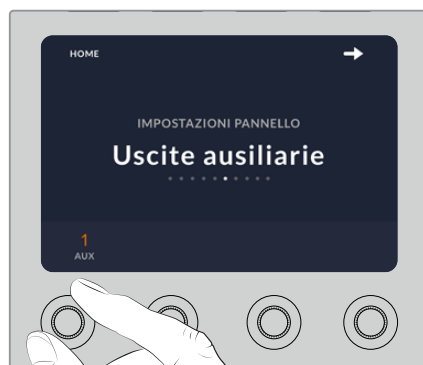 HOME
IMPOSTAZIONI PANNELLO
Uscite ausiliarie
1
AUX